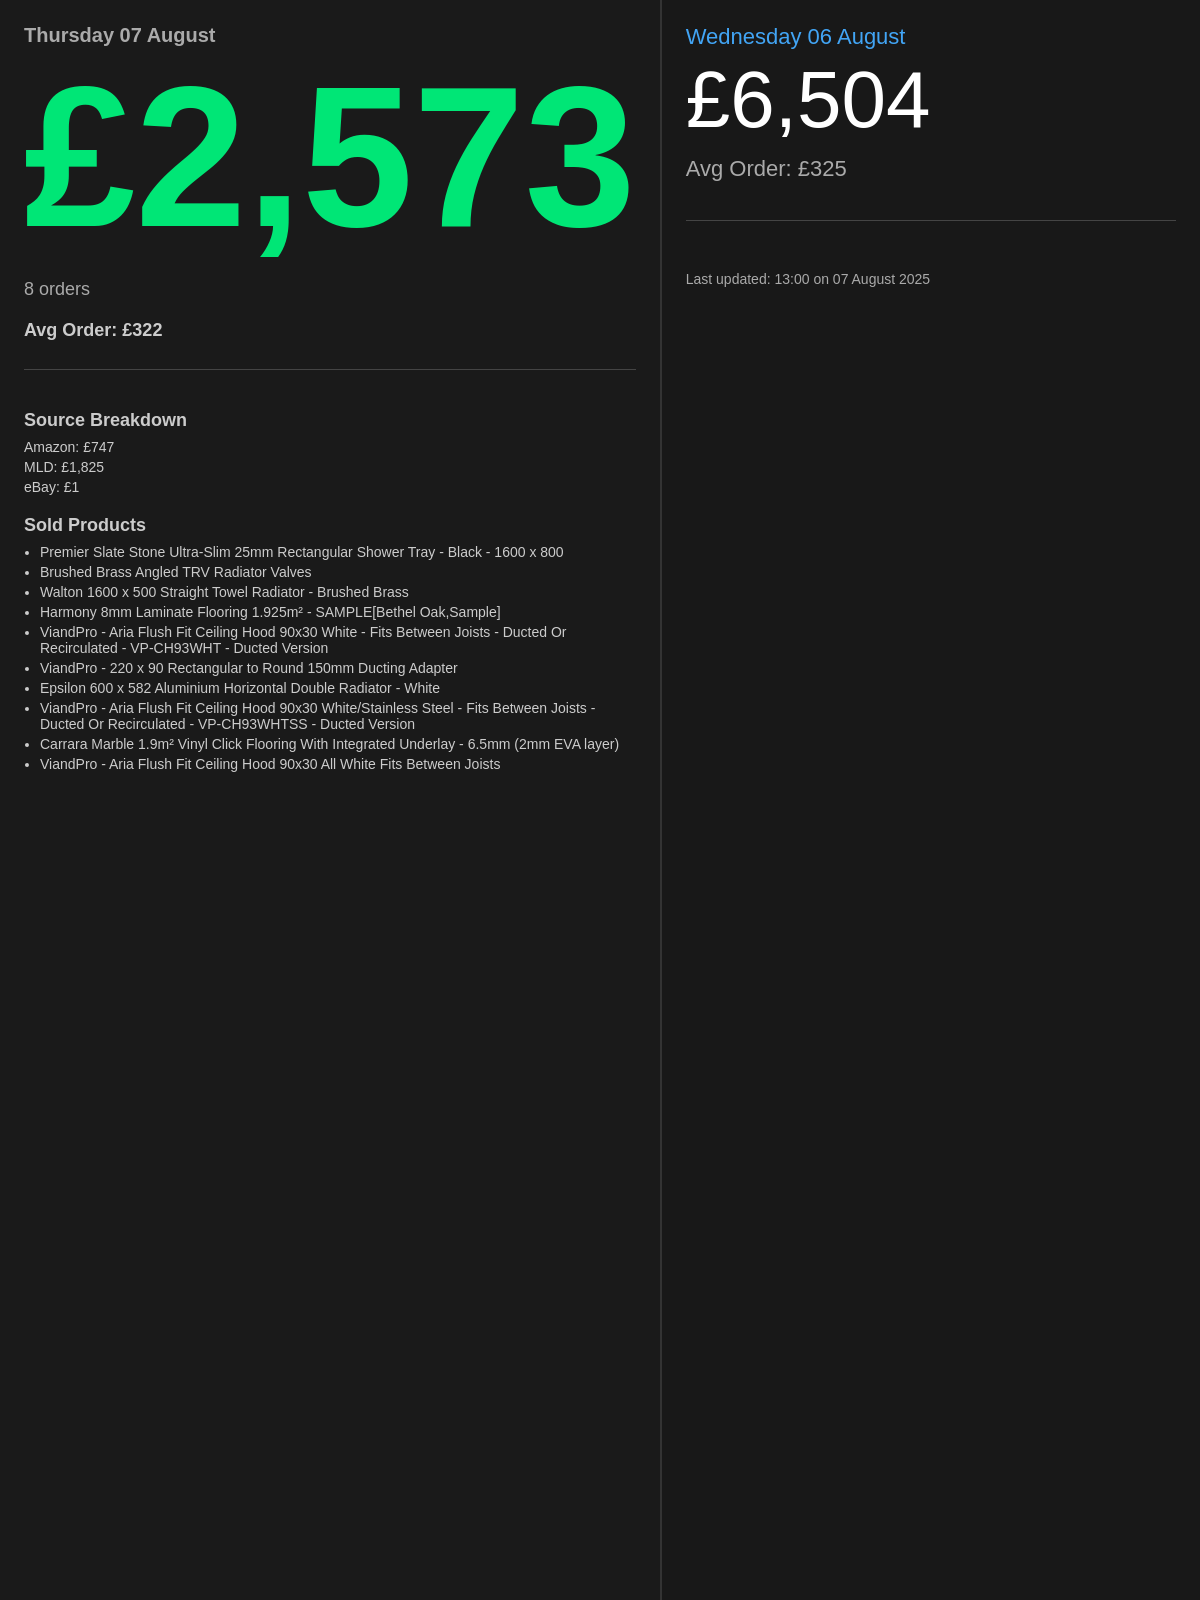 Thursday 07 August
£2,573
8 orders
Avg Order: £322
Source Breakdown
Amazon: £747
MLD: £1,825
eBay: £1
Sold Products
• Premier Slate Stone Ultra-Slim 25mm Rectangular Shower Tray - Black - 1600 x 800
• Brushed Brass Angled TRV Radiator Valves
• Walton 1600 x 500 Straight Towel Radiator - Brushed Brass
• Harmony 8mm Laminate Flooring 1.925m² - SAMPLE[Bethel Oak,Sample]
• ViandPro - Aria Flush Fit Ceiling Hood 90x30 White - Fits Between Joists - Ducted Or
Recirculated - VP-CH93WHT - Ducted Version
• ViandPro - 220 x 90 Rectangular to Round 150mm Ducting Adapter
• Epsilon 600 x 582 Aluminium Horizontal Double Radiator - White
• ViandPro - Aria Flush Fit Ceiling Hood 90x30 White/Stainless Steel - Fits Between Joists -
Ducted Or Recirculated - VP-CH93WHTSS - Ducted Version
• Carrara Marble 1.9m² Vinyl Click Flooring With Integrated Underlay - 6.5mm (2mm EVA layer)
• ViandPro - Aria Flush Fit Ceiling Hood 90x30 All White Fits Between Joists
Wednesday 06 August
£6,504
Avg Order: £325
Last updated: 13:00 on 07 August 2025